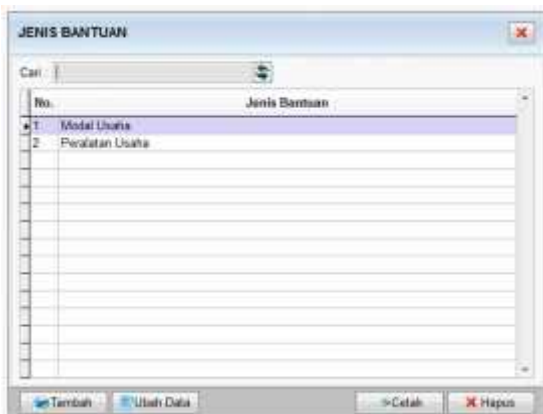 JENIS BANTUAN
Cari
No. Jenis Bantuan
1 Modal Usaha
2 Peralatan Usaha
Tambah Ubah Data Cetak Hapus